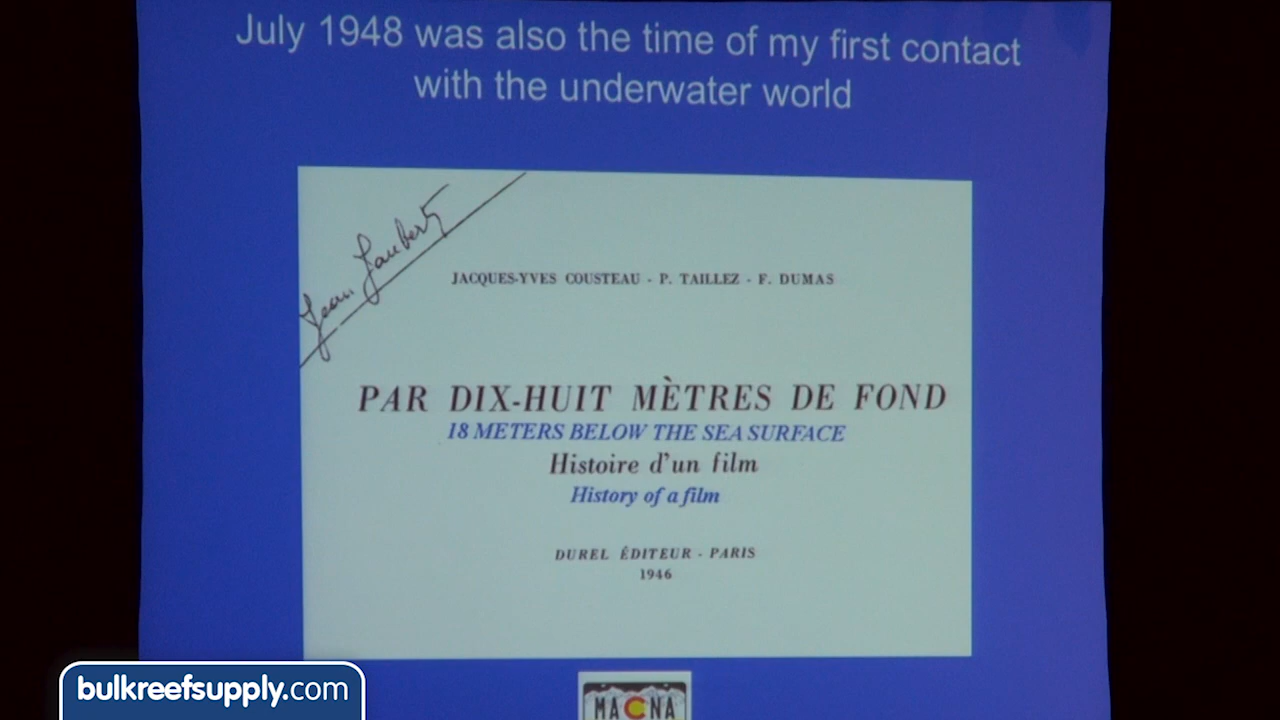 July 1948 was also the time of my first contact
with the underwater world
Jean Jaubert
JACQUES-YVES COUSTEAU - P. TAILLEZ - F. DUMAS
PAR DIX-HUIT MÈTRES DE FOND
18 METERS BELOW THE SEA SURFACE
Histoire d'un film
History of a film
DUREL ÉDITEUR - PARIS
1946
bulkreefsupply.com
MACNA